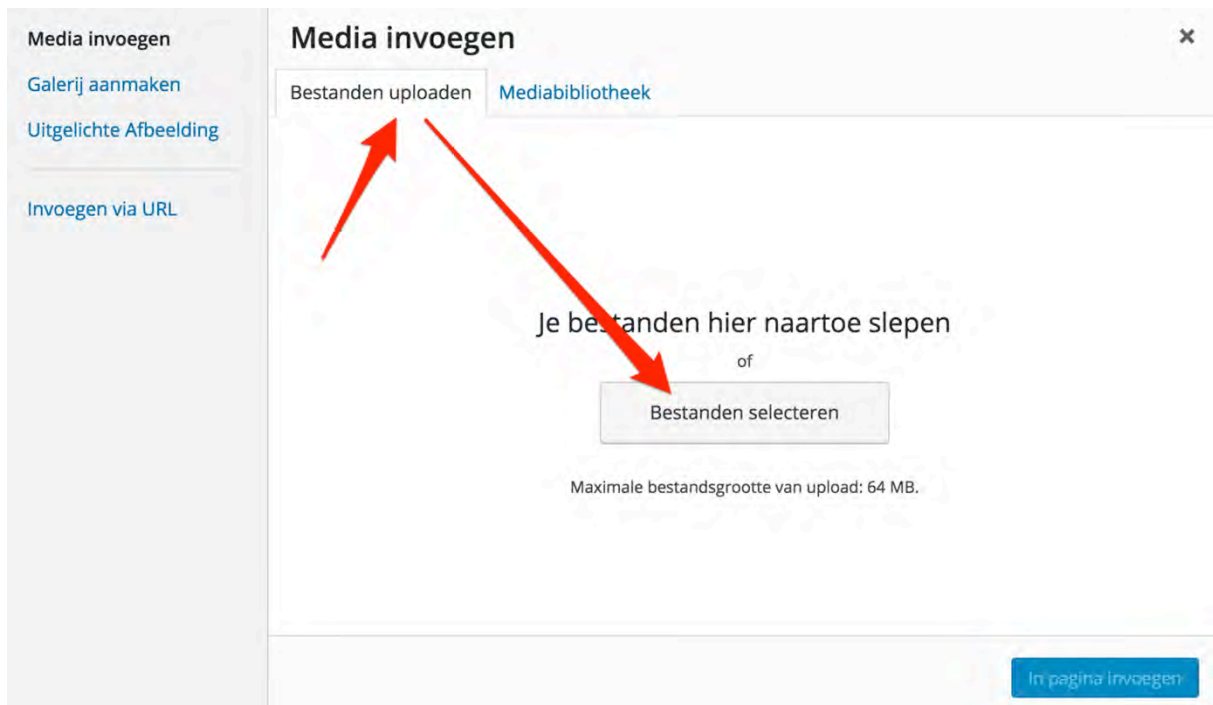 Media invoegen
Galerij aanmaken
Uitgelichte Afbeelding
Invoegen via URL
Media invoegen
Bestanden uploaden
Mediabibliotheek
Je bestanden hier naartoe slepen
of
Bestanden selecteren
Maximale bestandsgrootte van upload: 64 MB.
In pagina invoegen